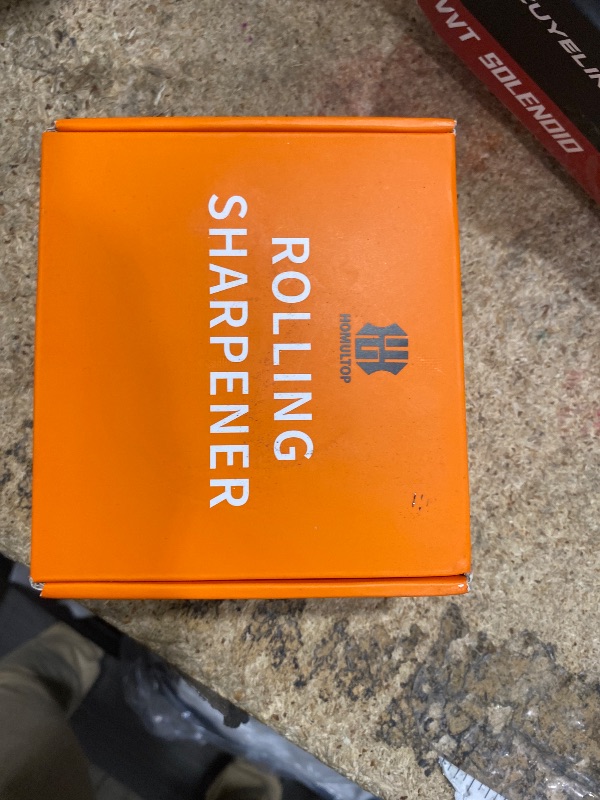 HOMULTOP
ROLLING
SHARPENER
VVT SOLENOID